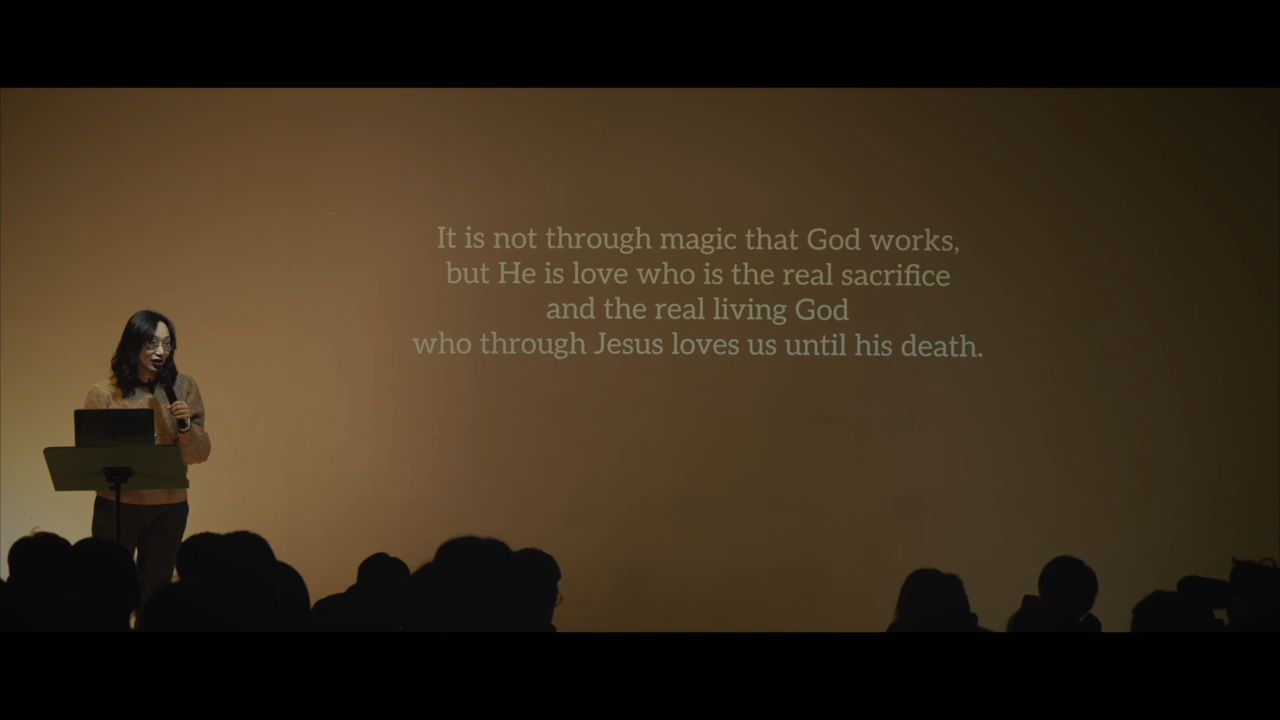 It is not through magic that God works,
but He is love who is the real sacrifice
and the real living God
who through Jesus loves us until his death.